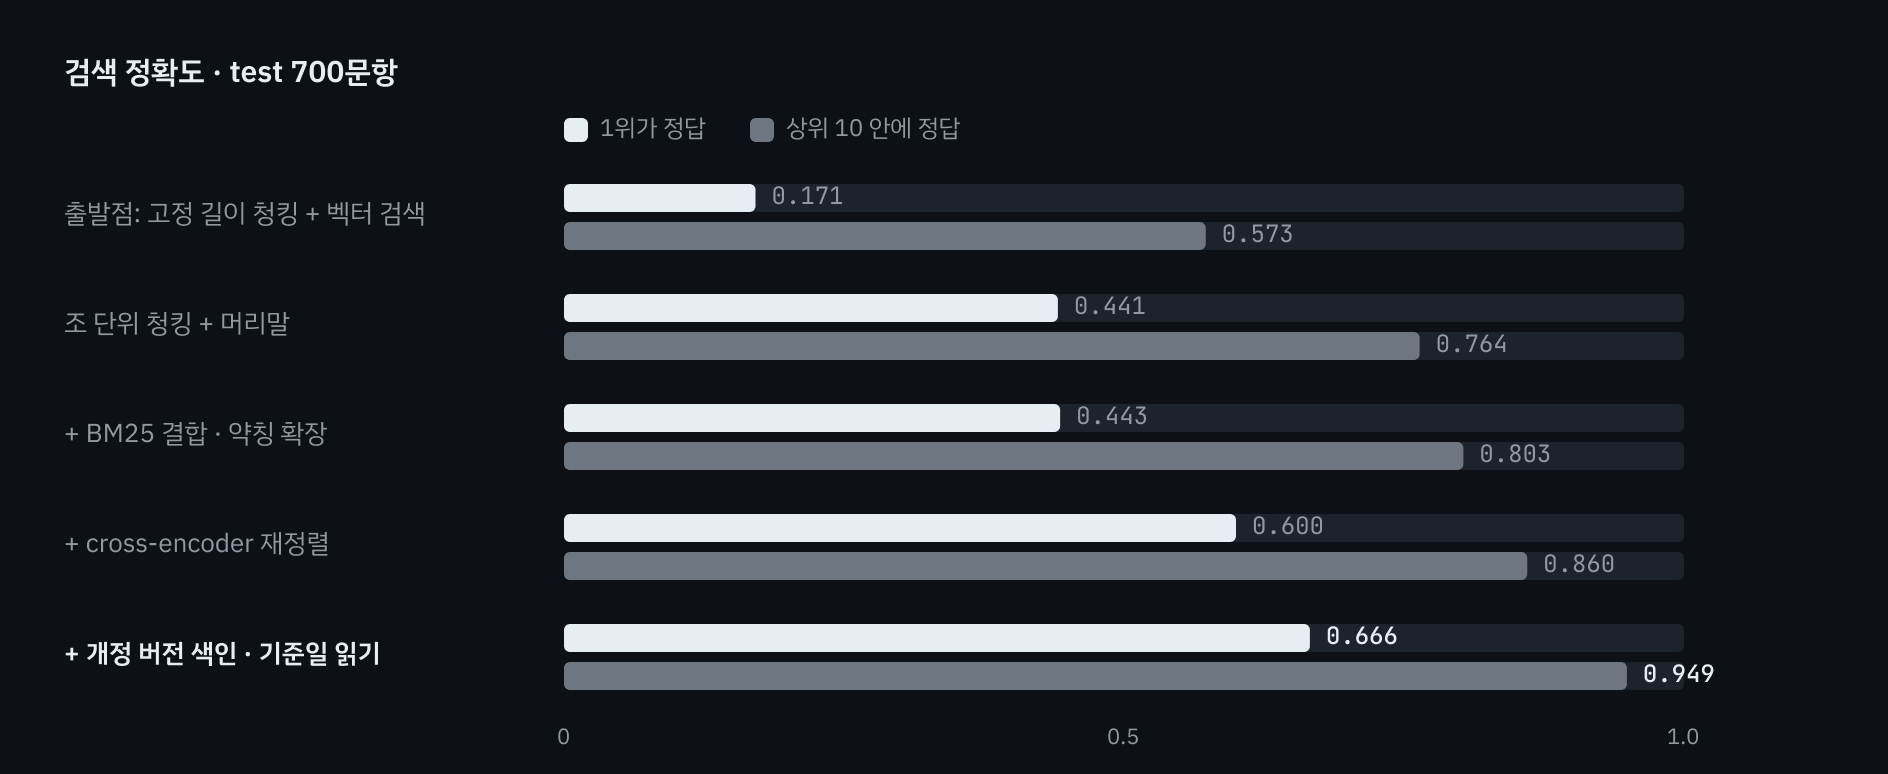 검색 정확도 · test 700문항
1위가 정답 상위 10 안에 정답
출발점: 고정 길이 청킹 + 벡터 검색
0.171
0.573
조 단위 청킹 + 머리말
0.441
0.764
+ BM25 결합 · 약칭 확장
0.443
0.803
+ cross-encoder 재정렬
0.600
0.860
+ 개정 버전 색인 · 기준일 읽기
0.666
0.949
0 0.5 1.0